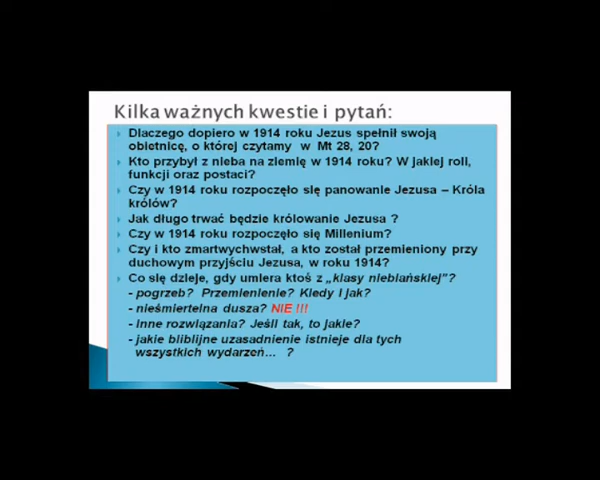 Kilka ważnych kwestie i pytań:
Dlaczego dopiero w 1914 roku Jezus spełnił swoją
obietnicę, o której czytamy w Mt 28, 20?
Kto przybył z nieba na ziemię w 1914 roku? W jakiej roli,
funkcji oraz postaci?
Czy w 1914 roku rozpoczęło się panowanie Jezusa – Króla
królów?
Jak długo trwać będzie królowanie Jezusa ?
Czy w 1914 roku rozpoczęło się Millenium?
Czy i kto zmartwychwstał, a kto został przemieniony przy
duchowym przyjściu Jezusa, w roku 1914?
Co się dzieje, gdy umiera ktoś z „klasy niebiańskiej"?
- pogrzeb? Przemienienie? Kiedy i jak?
- nieśmiertelna dusza? NIE !!!
- inne rozwiązania? Jeśli tak, to jakie?
- jakie biblijne uzasadnienie istnieje dla tych
wszystkich wydarzeń... ?